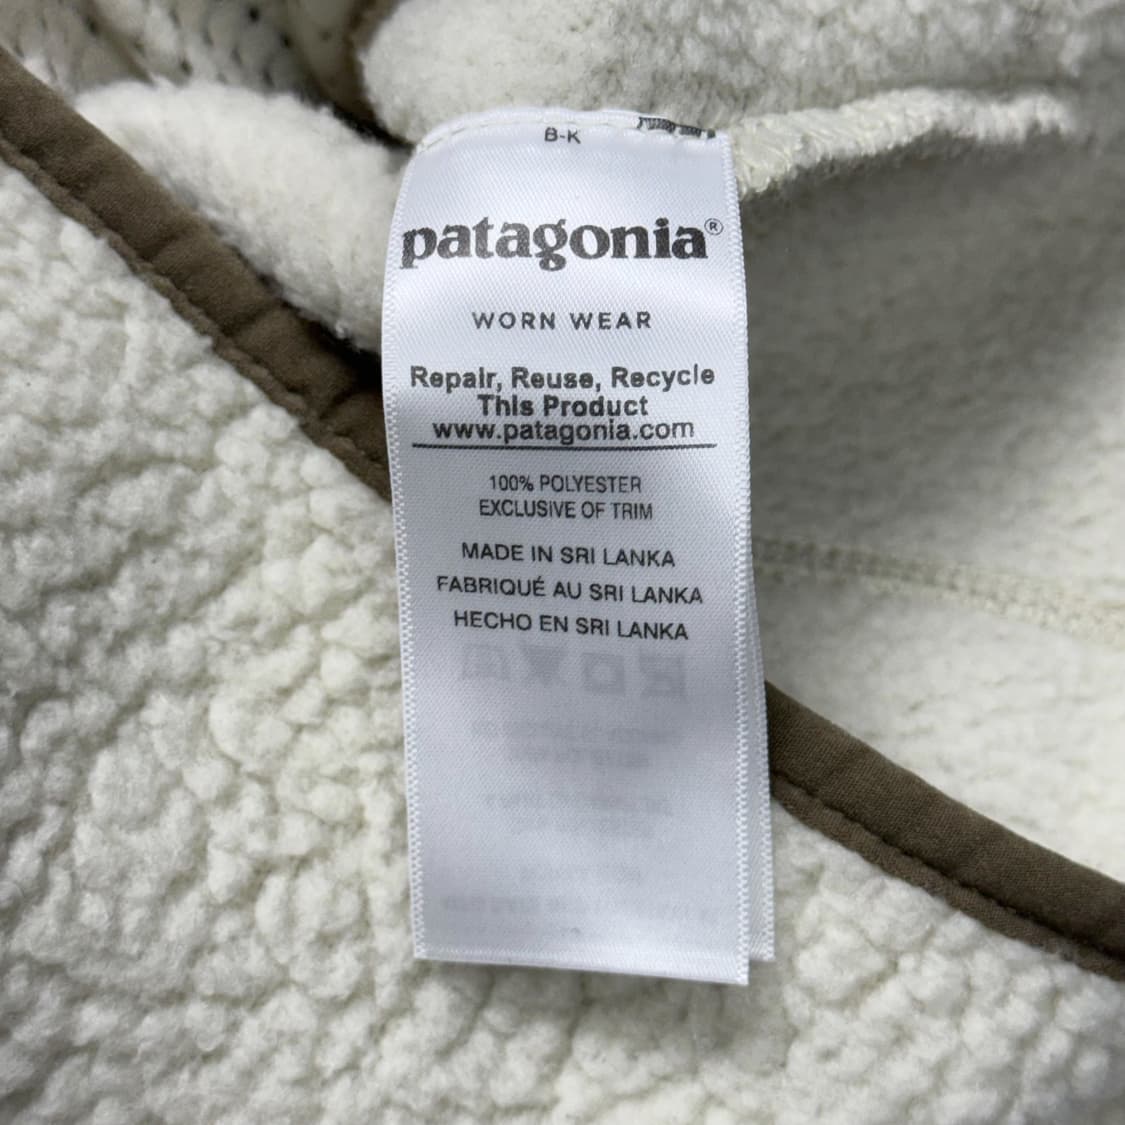 B-K
patagonia®
WORN WEAR
Repair, Reuse, Recycle
This Product
www.patagonia.com
100% POLYESTER
EXCLUSIVE OF TRIM
MADE IN SRI LANKA
FABRIQUÉ AU SRI LANKA
HECHO EN SRI LANKA